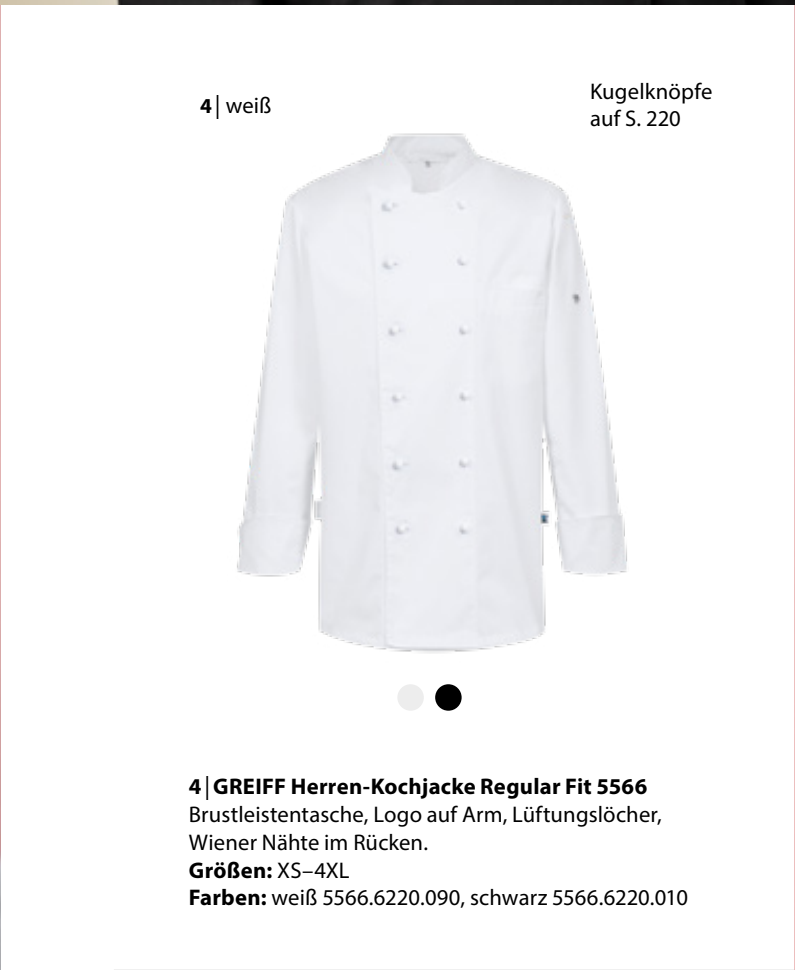 4| weiß
Kugelknöpfe
auf S. 220
4|GREIFF Herren-Kochjacke Regular Fit 5566
Brustleistentasche, Logo auf Arm, Lüftungslöcher,
Wiener Nähte im Rücken.
Größen: XS–4XL
Farben: weiß 5566.6220.090, schwarz 5566.6220.010